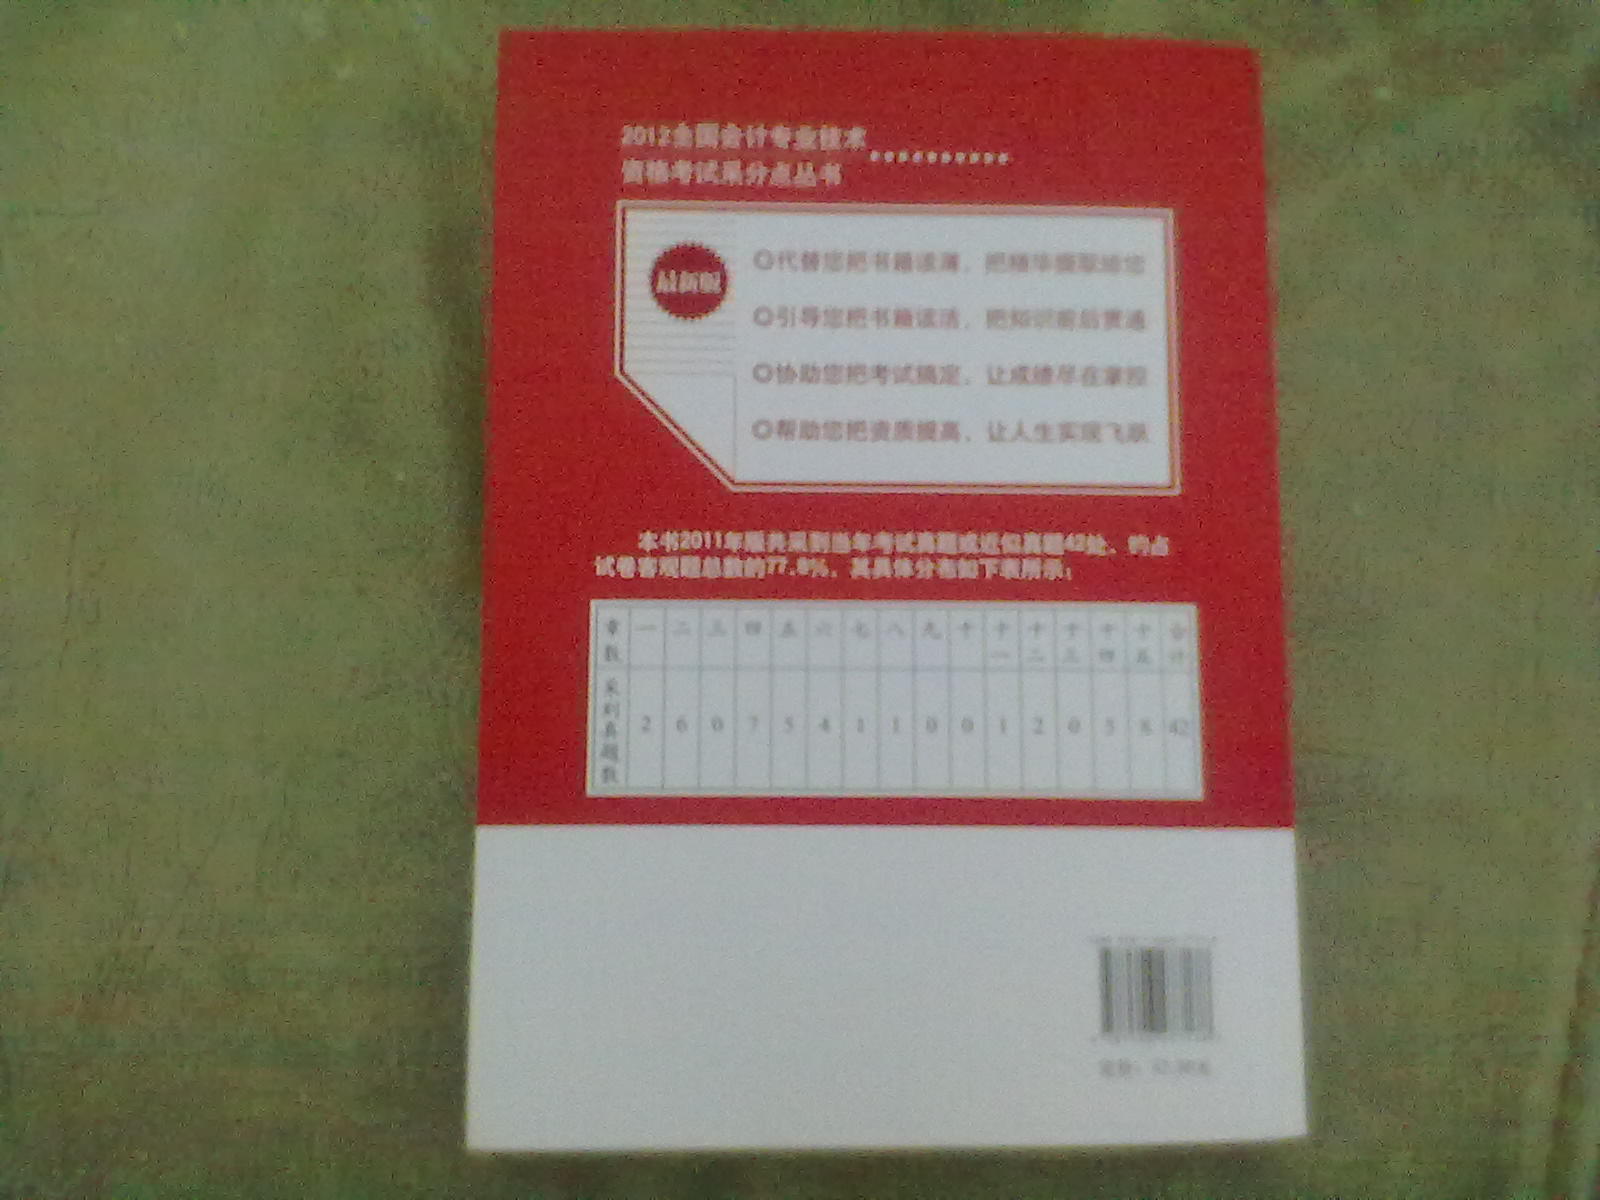 2012全国会计专业技术
资格考试采分点丛书
最新版
◎代替您把书籍读薄，把精华提取给您
◎引导您把书籍读活，把知识前后贯通
◎协助您把考试搞定，让成绩尽在掌控
◎帮助您把资质提高，让人生实现飞跃
本书2011年版共采到当年考试真题或近似真题42处，约占
试卷客观题总数的77.8%，其具体分布如下表所示：
章数 一 二 三 四 五 六 七 八 九 十 十一 十二 十三 十四 十五 合计
采到真题数 2 6 0 7 5 4 1 1 0 0 1 2 0 5 8 42
定价：